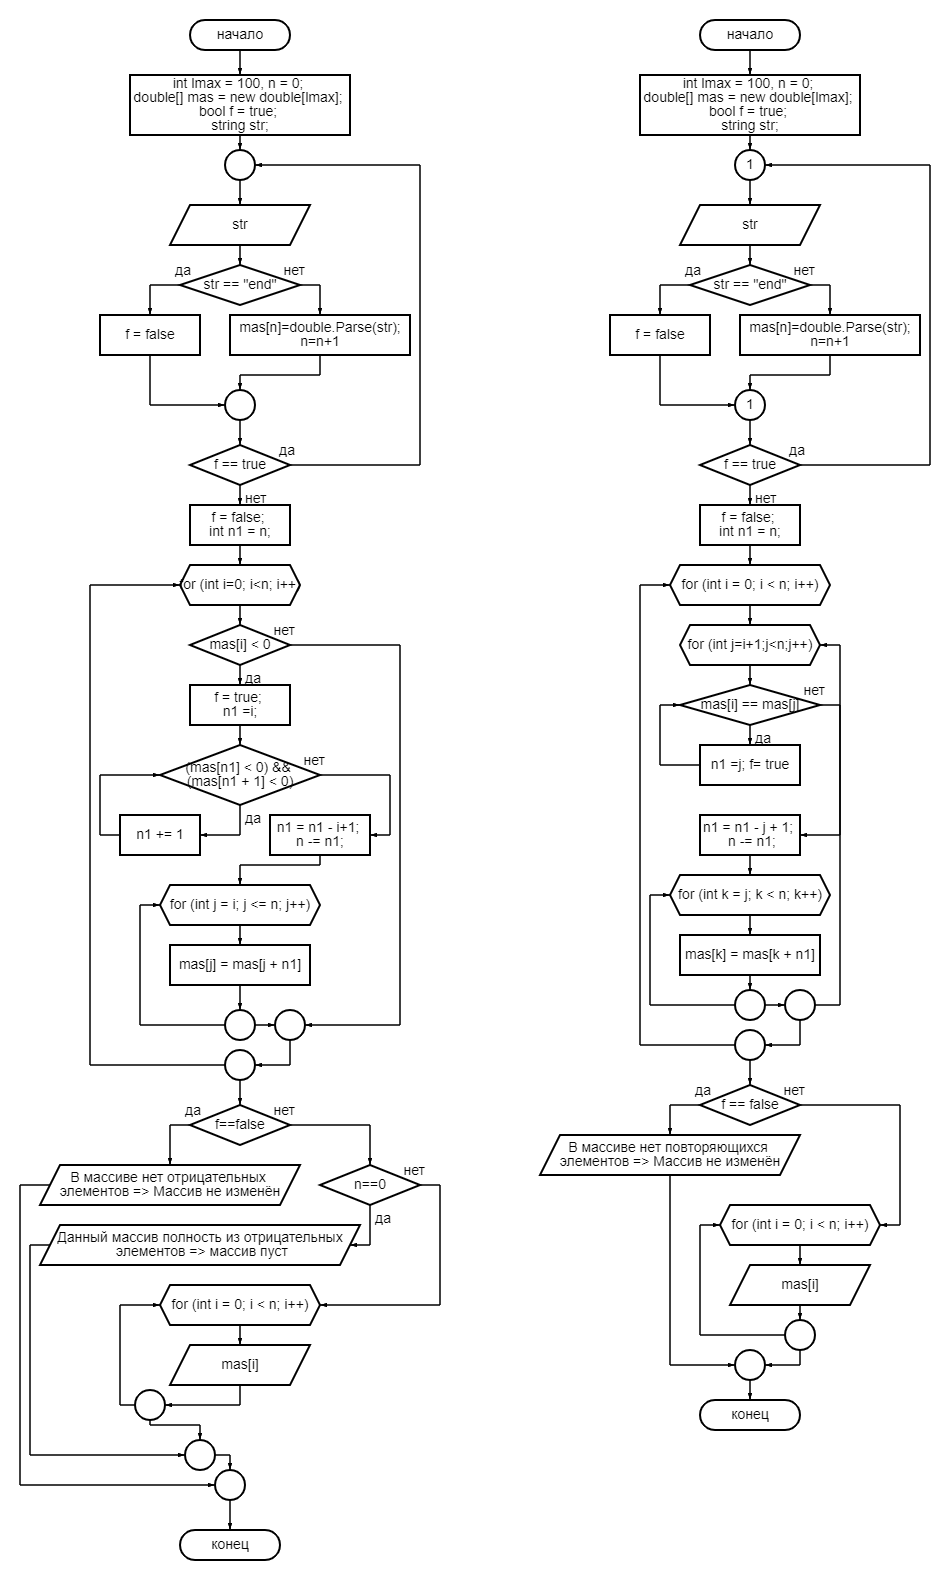 начало
int lmax = 100, n = 0;
double[] mas = new double[lmax];
bool f = true;
string str;
str
да
нет
str == "end"
f = false
mas[n]=double.Parse(str);
n=n+1
f == true
да
нет
f = false;
int n1 = n;
for (int i=0; i<n; i++)
нет
mas[i] < 0
да
f = true;
n1 =i;
(mas[n1] < 0) &&
(mas[n1 + 1] < 0)
нет
да
n1 += 1
n1 = n1 - i+1;
n -= n1;
for (int j = i; j <= n; j++)
mas[j] = mas[j + n1]
да
нет
f==false
В массиве нет отрицательных
элементов => Массив не изменён
нет
n==0
да
Данный массив полность из отрицательных
элементов => массив пуст
for (int i = 0; i < n; i++)
mas[i]
конец
начало
int lmax = 100, n = 0;
double[] mas = new double[lmax];
bool f = true;
string str;
1
str
да
нет
str == "end"
f = false
mas[n]=double.Parse(str);
n=n+1
1
да
f == true
нет
f = false;
int n1 = n;
for (int i = 0; i < n; i++)
for (int j=i+1;j<n;j++)
нет
mas[i] == mas[j]
да
n1 =j; f= true
n1 = n1 - j + 1;
n -= n1;
for (int k = j; k < n; k++)
mas[k] = mas[k + n1]
да
нет
f == false
В массиве нет повторяющихся
элементов => Массив не изменён
for (int i = 0; i < n; i++)
mas[i]
конец